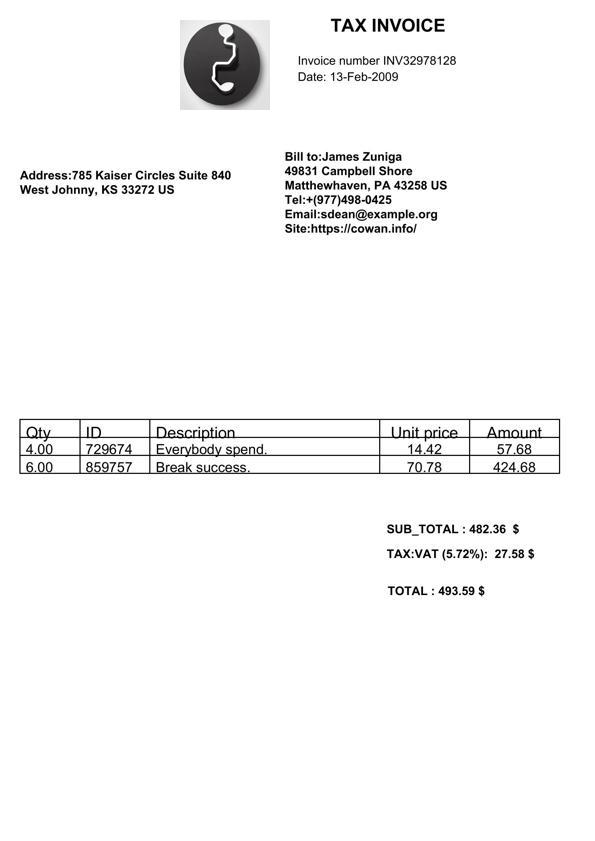 TAX INVOICE
Invoice number INV32978128
Date: 13-Feb-2009
Bill to:James Zuniga
49831 Campbell Shore
Matthewhaven, PA 43258 US
Tel:+(977)498-0425
Email:sdean@example.org
Site:https://cowan.info/
Address:785 Kaiser Circles Suite 840
West Johnny, KS 33272 US
Qty ID Description Unit price Amount
4.00 729674 Everybody spend. 14.42 57.68
6.00 859757 Break success. 70.78 424.68
SUB_TOTAL : 482.36 $
TAX:VAT (5.72%): 27.58 $
TOTAL : 493.59 $